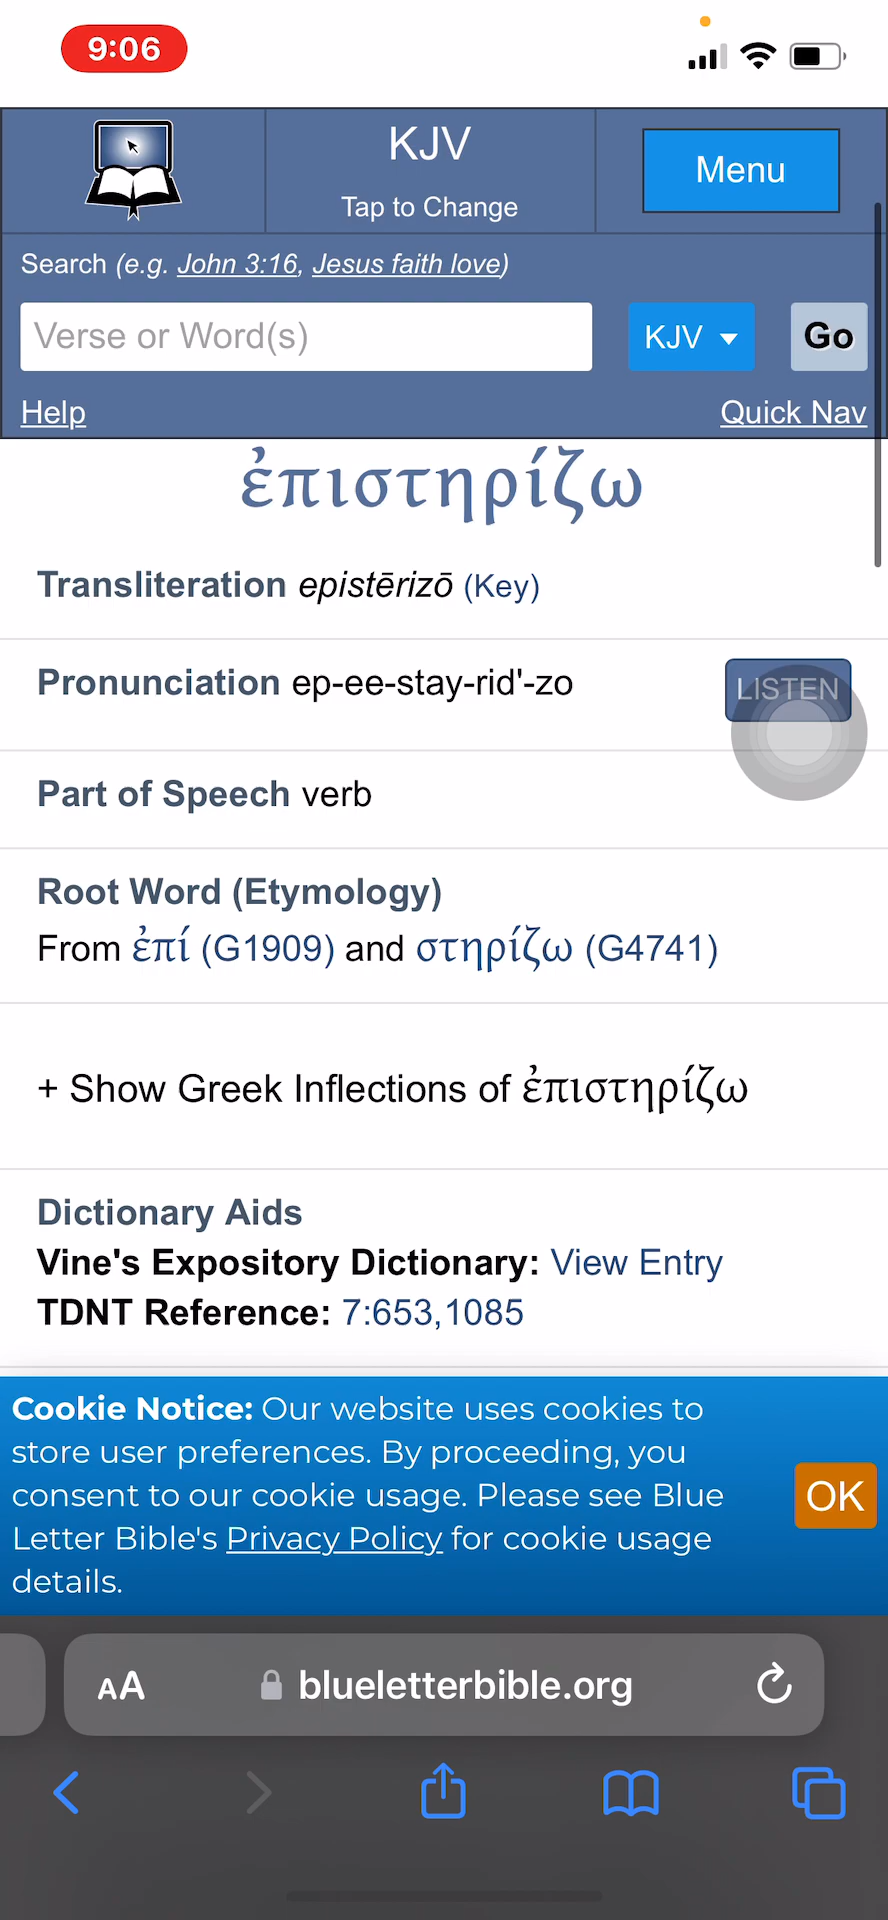 9:06
KJV
Tap to Change
Menu
Search (e.g. John 3:16, Jesus faith love)
Verse or Word(s)
KJV
Go
Help
Quick Nav
ἐπιστηρίζω
Transliteration epistērizō (Key)
Pronunciation ep-ee-stay-rid'-zo
LISTEN
Part of Speech verb
Root Word (Etymology)
From ἐπί (G1909) and στηρίζω (G4741)
+ Show Greek Inflections of ἐπιστηρίζω
Dictionary Aids
Vine's Expository Dictionary: View Entry
TDNT Reference: 7:653,1085
Cookie Notice: Our website uses cookies to
store user preferences. By proceeding, you
consent to our cookie usage. Please see Blue
Letter Bible's Privacy Policy for cookie usage
details.
OK
AA
blueletterbible.org